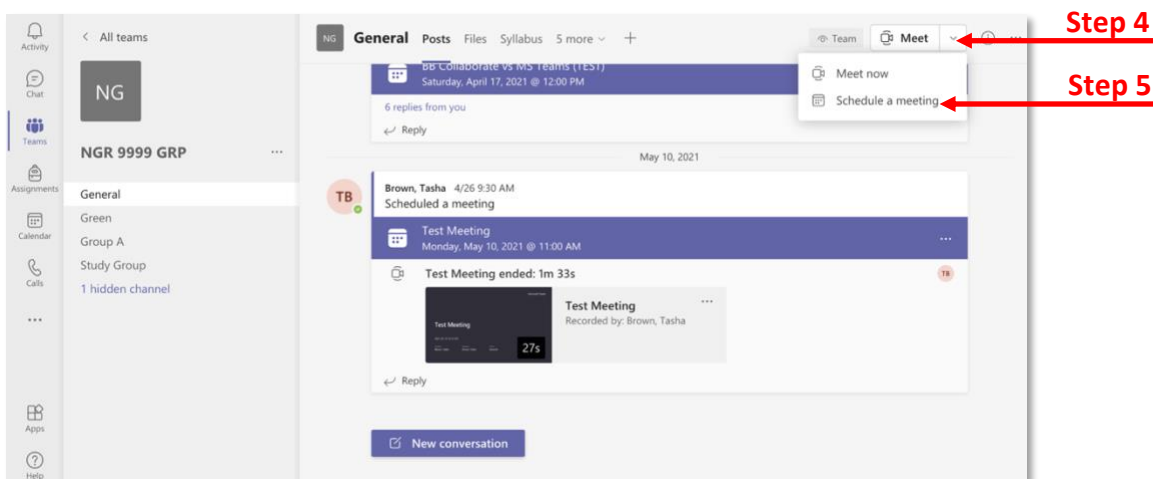 Step 4
Step 5
Activity
Chat
Teams
Assignments
Calendar
Calls
Apps
Help
All teams
NG
NGR 9999 GRP
General
Green
Group A
Study Group
1 hidden channel
NG General Posts Files Syllabus 5 more
Team Meet
Meet now
Schedule a meeting
BB Collaborate vs MS Teams (TEST)
Saturday, April 17, 2021 @ 12:00 PM
6 replies from you
Reply
May 10, 2021
TB
Brown, Tasha 4/26 9:30 AM
Scheduled a meeting
Test Meeting
Monday, May 10, 2021 @ 11:00 AM
Test Meeting ended: 1m 33s
TB
Test Meeting
27s
Test Meeting
Recorded by: Brown, Tasha
Reply
New conversation